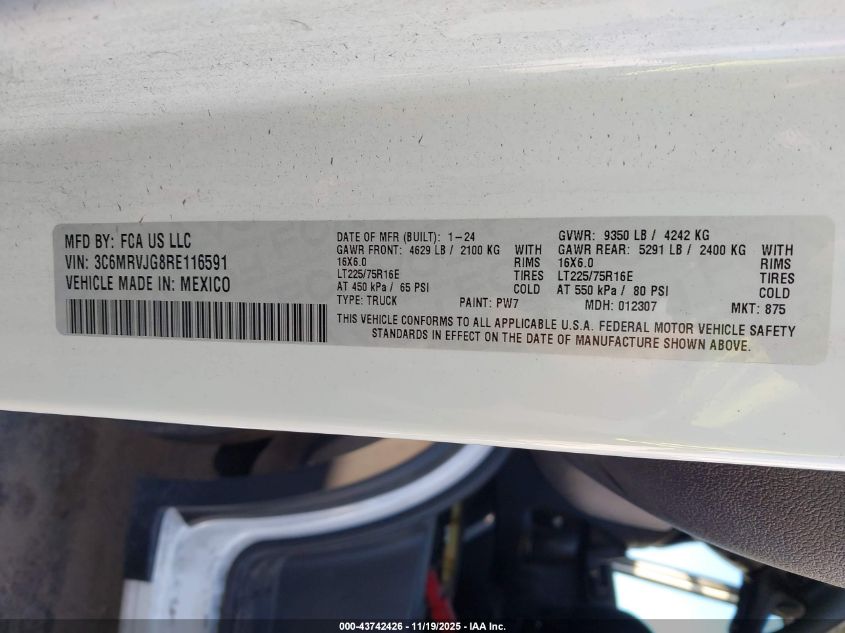 MFD BY: FCA US LLC
VIN: 3C6MRVJG8RE116591
VEHICLE MADE IN: MEXICO
DATE OF MFR (BUILT): 1-24 GVWR: 9350 LB / 4242 KG
GAWR FRONT: 4629 LB / 2100 KG WITH GAWR REAR: 5291 LB / 2400 KG WITH
16X6.0 RIMS 16X6.0 RIMS
LT225/75R16E TIRES LT225/75R16E TIRES
AT 450 kPa / 65 PSI COLD AT 550 kPa / 80 PSI COLD
TYPE: TRUCK PAINT: PW7 MDH: 012307 MKT: 875
THIS VEHICLE CONFORMS TO ALL APPLICABLE U.S.A. FEDERAL MOTOR VEHICLE SAFETY
STANDARDS IN EFFECT ON THE DATE OF MANUFACTURE SHOWN ABOVE.
000-43742426 - 11/19/2025 - IAA Inc.